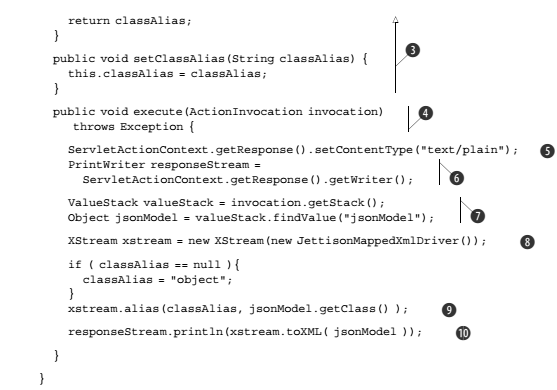 return classAlias;
}
public void setClassAlias(String classAlias) { 3
this.classAlias = classAlias;
}
public void execute(ActionInvocation invocation) 4
throws Exception {
ServletActionContext.getResponse().setContentType("text/plain"); 5
PrintWriter responseStream =
ServletActionContext.getResponse().getWriter(); 6
ValueStack valueStack = invocation.getStack();
Object jsonModel = valueStack.findValue("jsonModel"); 7
XStream xstream = new XStream(new JettisonMappedXmlDriver()); 8
if ( classAlias == null ){
classAlias = "object";
}
xstream.alias(classAlias, jsonModel.getClass() ); 9
responseStream.println(xstream.toXML( jsonModel )); 10
}
}